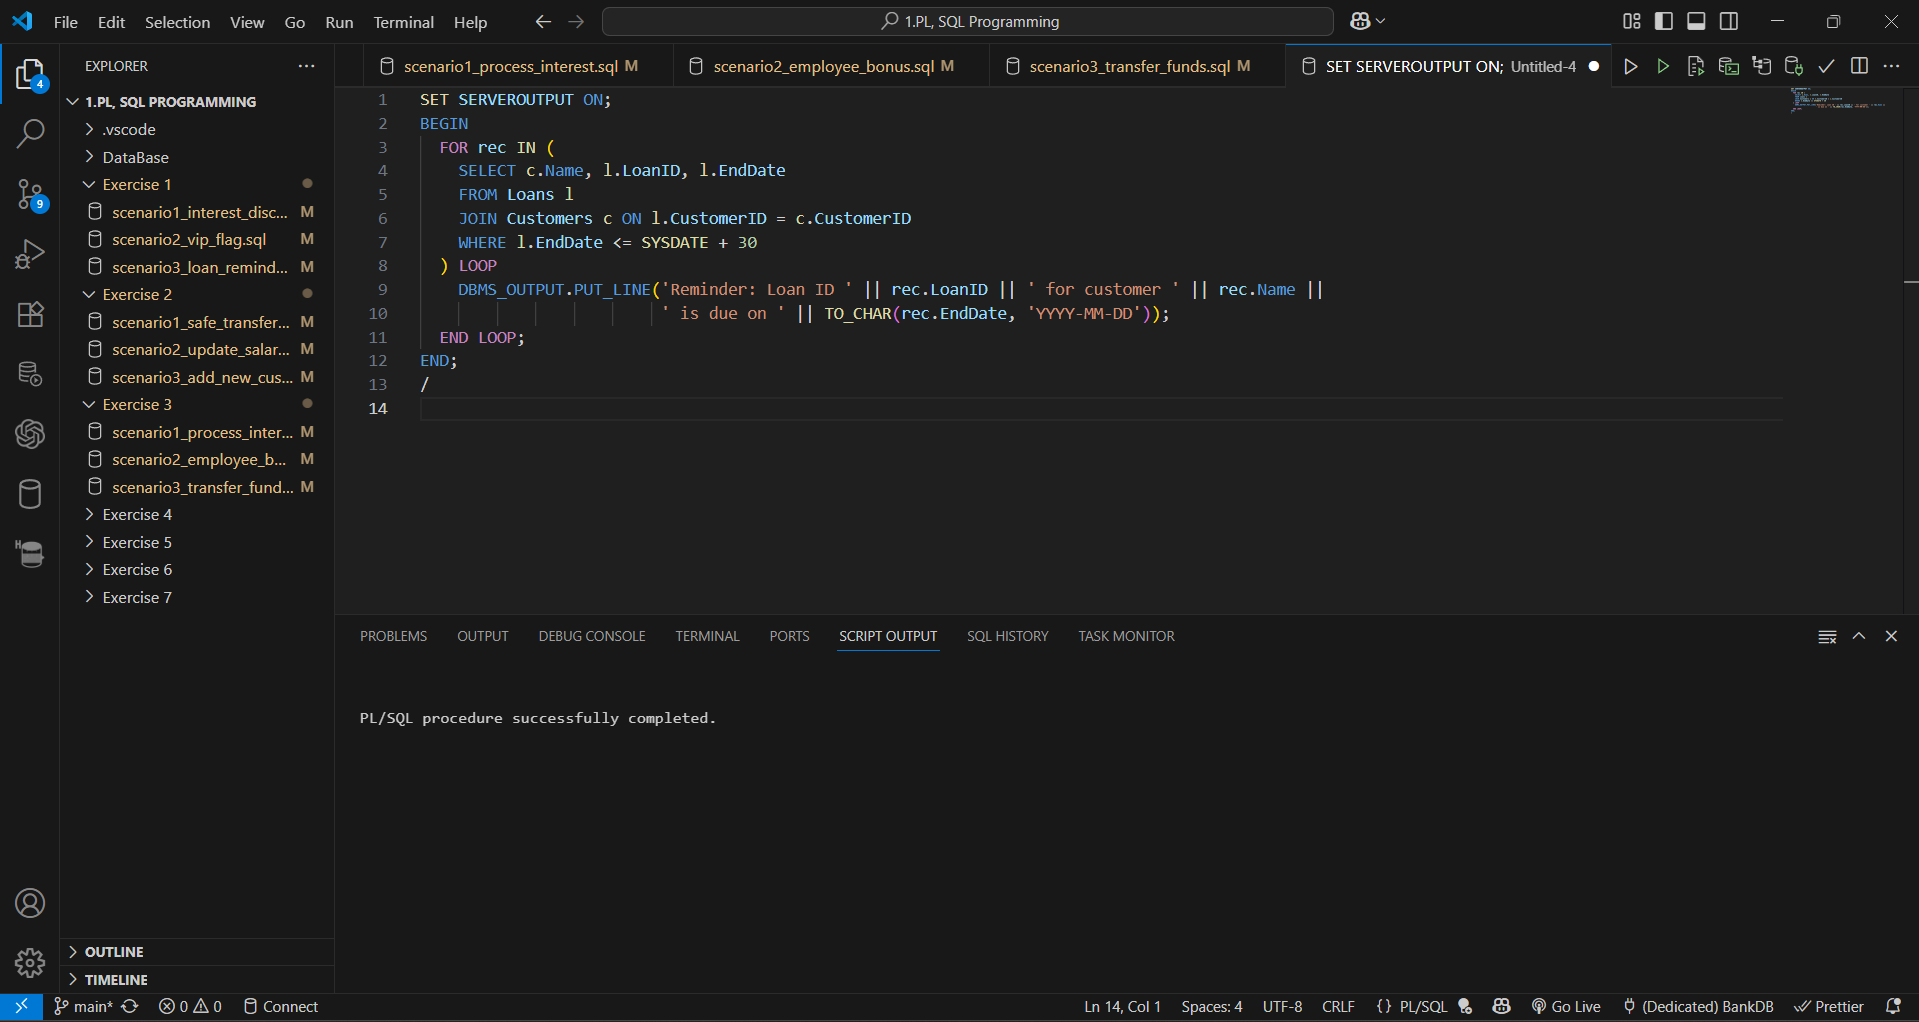 File Edit Selection View Go Run Terminal Help
1.PL, SQL Programming
EXPLORER
1.PL, SQL PROGRAMMING
.vscode
DataBase
Exercise 1
scenario1_interest_disc... M
scenario2_vip_flag.sql M
scenario3_loan_remind... M
Exercise 2
scenario1_safe_transfer... M
scenario2_update_salar... M
scenario3_add_new_cus... M
Exercise 3
scenario1_process_inter... M
scenario2_employee_b... M
scenario3_transfer_fund... M
Exercise 4
Exercise 5
Exercise 6
Exercise 7
OUTLINE
TIMELINE
4
9
H
scenario1_process_interest.sql M scenario2_employee_bonus.sql M scenario3_transfer_funds.sql M SET SERVEROUTPUT ON; Untitled-4
1 SET SERVEROUTPUT ON;
2 BEGIN
3 FOR rec IN (
4 SELECT c.Name, l.LoanID, l.EndDate
5 FROM Loans l
6 JOIN Customers c ON l.CustomerID = c.CustomerID
7 WHERE l.EndDate <= SYSDATE + 30
8 ) LOOP
9 DBMS_OUTPUT.PUT_LINE('Reminder: Loan ID ' || rec.LoanID || ' for customer ' || rec.Name ||
10 ' is due on ' || TO_CHAR(rec.EndDate, 'YYYY-MM-DD'));
11 END LOOP;
12 END;
13 /
14
PROBLEMS OUTPUT DEBUG CONSOLE TERMINAL PORTS SCRIPT OUTPUT SQL HISTORY TASK MONITOR
PL/SQL procedure successfully completed.
main* 0 0 Connect Ln 14, Col 1 Spaces: 4 UTF-8 CRLF {} PL/SQL Go Live (Dedicated) BankDB Prettier